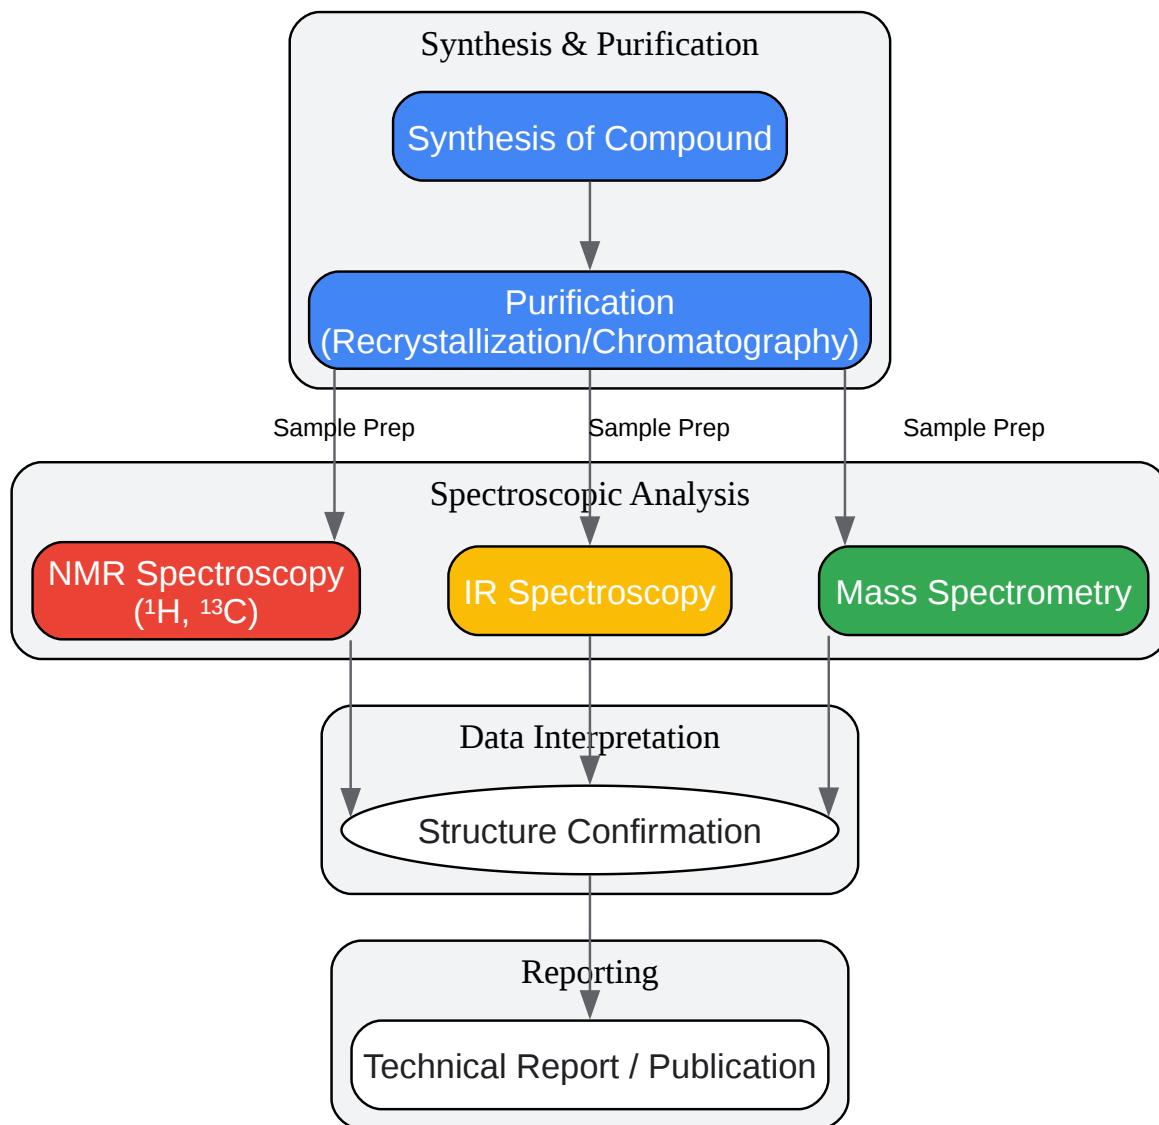 Synthesis & Purification
Synthesis of Compound
Purification
(Recrystallization/Chromatography)
Sample Prep
Sample Prep
Sample Prep
Spectroscopic Analysis
NMR Spectroscopy
(¹H, ¹³C)
IR Spectroscopy
Mass Spectrometry
Data Interpretation
Structure Confirmation
Reporting
Technical Report / Publication